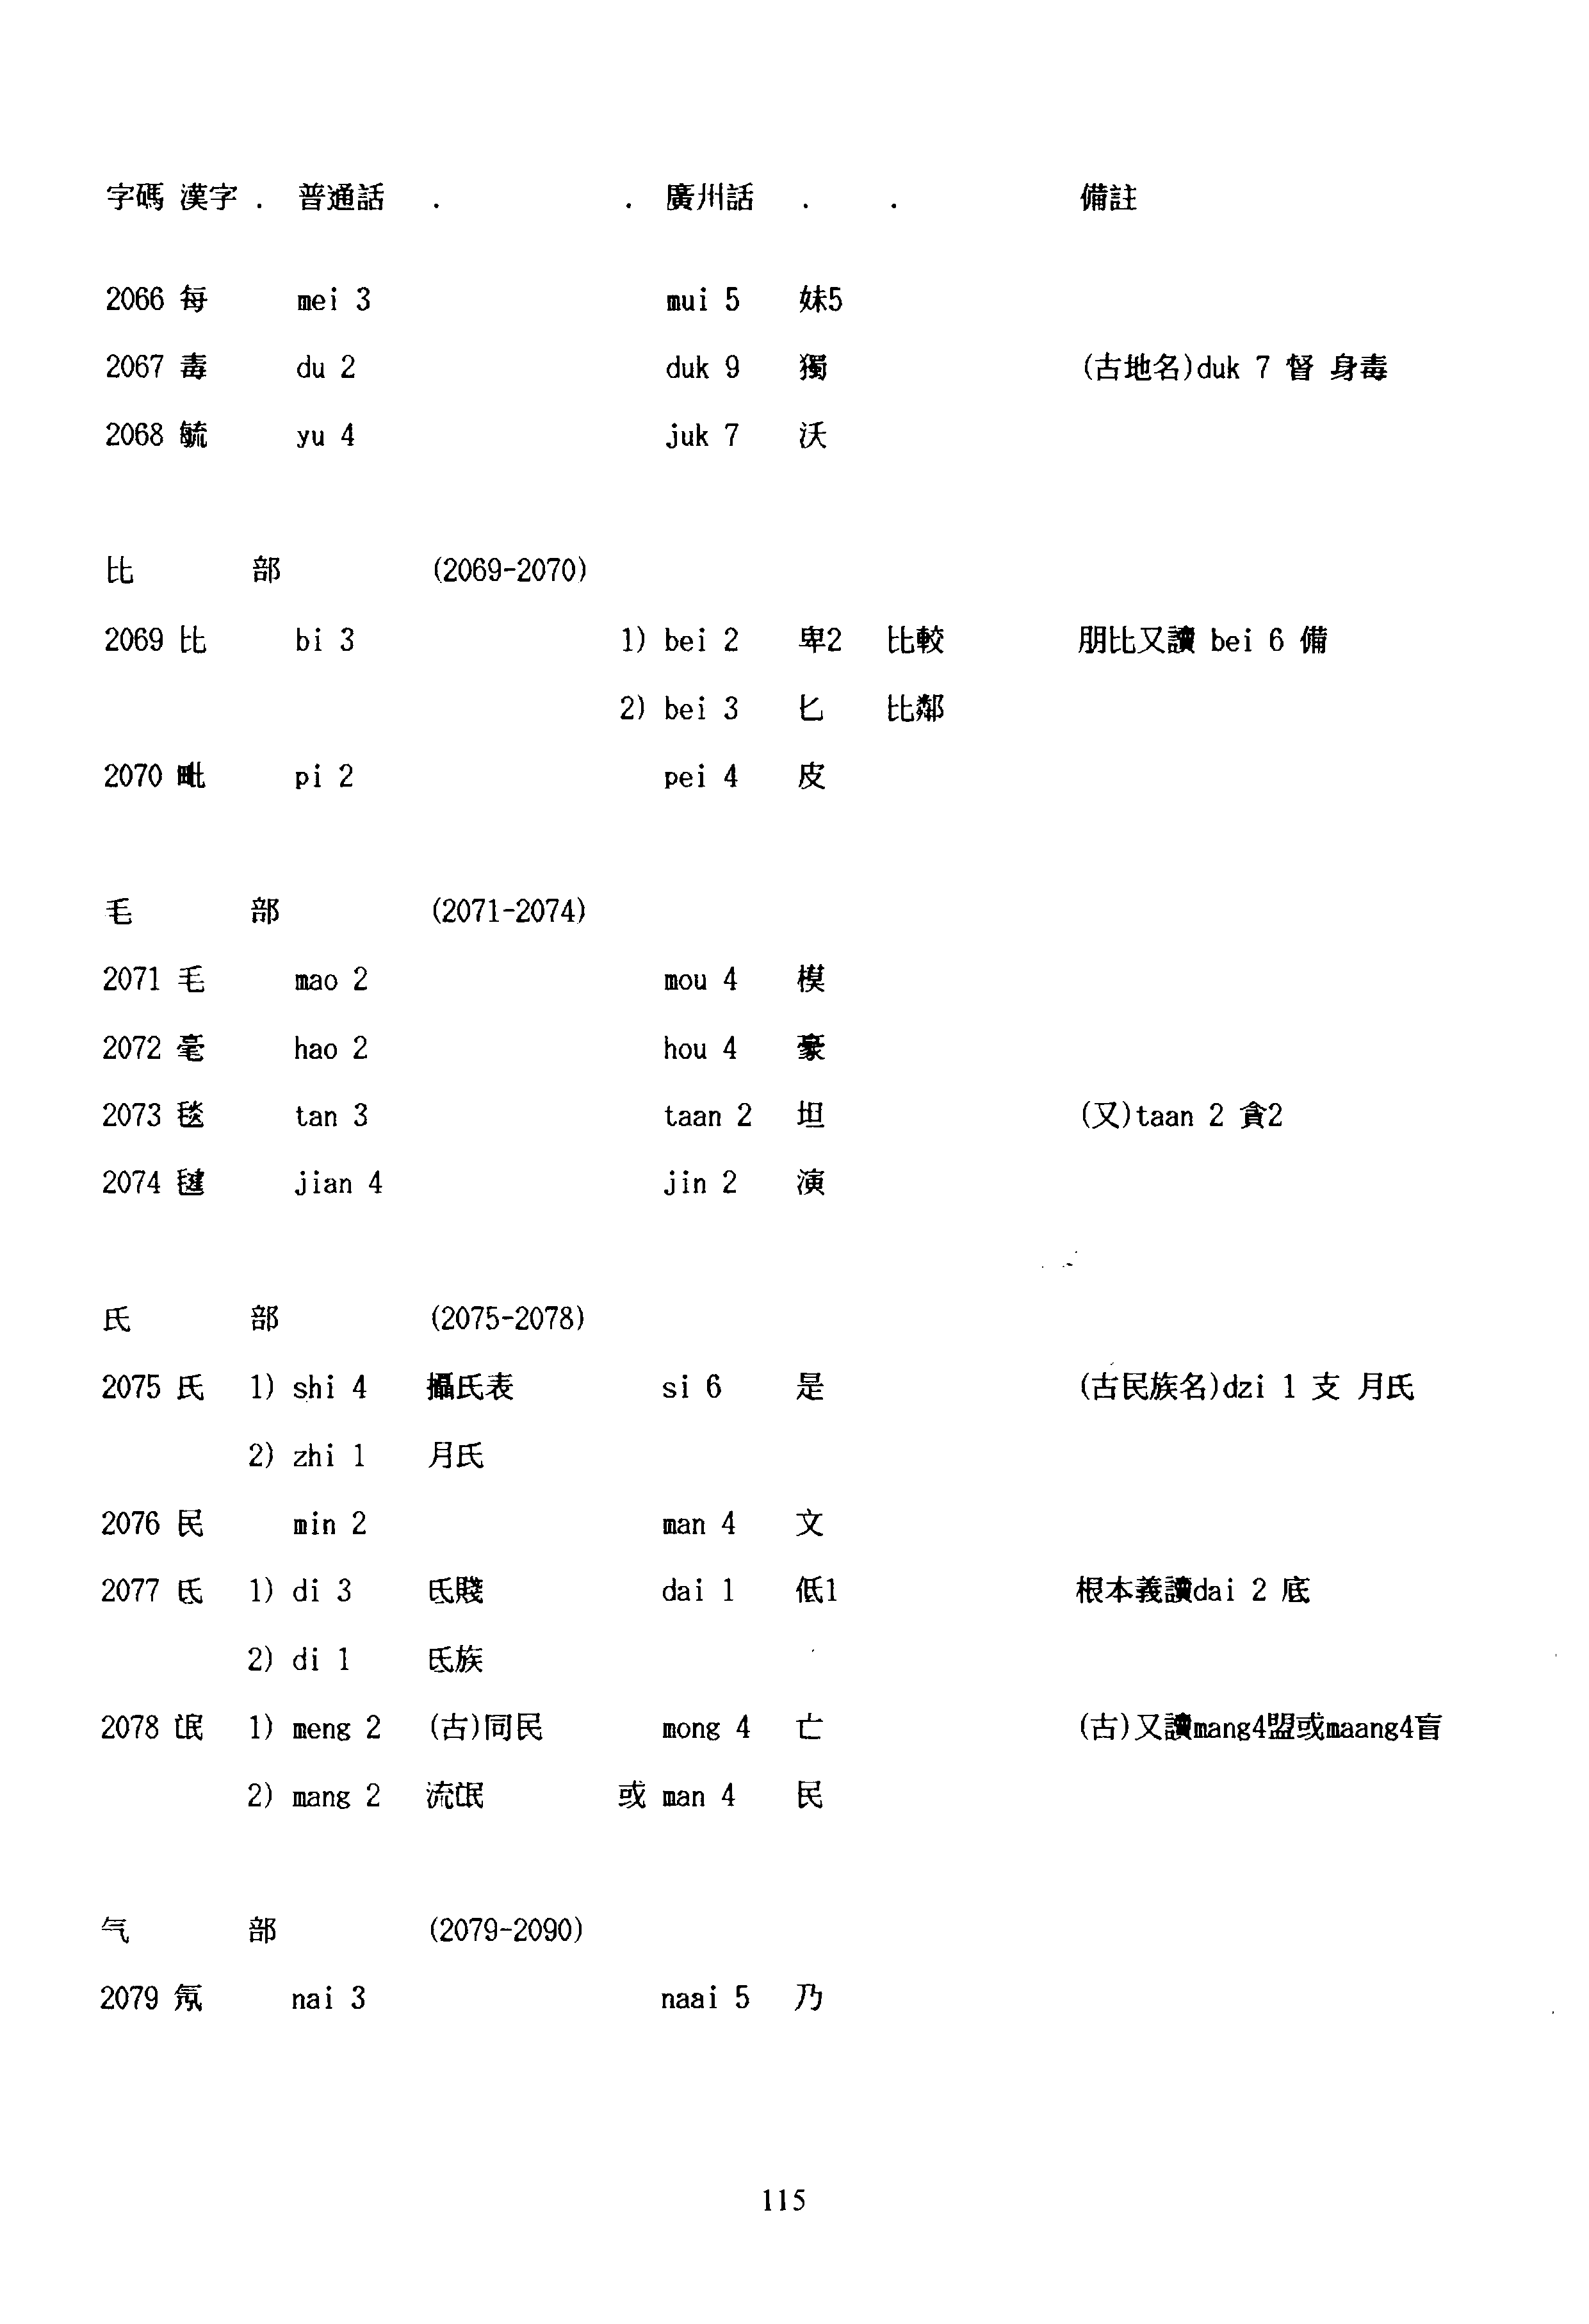 字碼 漢字 . 普通話 . . 廣州話 . . 備註
2066 每 mei 3 mui 5 妹5
2067 毒 du 2 duk 9 獨 (古地名)duk 7 督 身毒
2068 毓 yu 4 juk 7 沃
比 部 (2069-2070)
2069 比 bi 3 1) bei 2 卑2 比較 朋比又讀 bei 6 備
2) bei 3 匕 比鄰
2070 毗 pi 2 pei 4 皮
毛 部 (2071-2074)
2071 毛 mao 2 mou 4 模
2072 毫 hao 2 hou 4 豪
2073 毯 tan 3 taan 2 坦 (又)taan 2 貪2
2074 毽 jian 4 jin 2 演
氏 部 (2075-2078)
2075 氏 1) shi 4 攝氏表 si 6 是 (古民族名)dzi 1 支 月氏
2) zhi 1 月氏
2076 民 min 2 man 4 文
2077 氐 1) di 3 氐賤 dai 1 低1 根本義讀dai 2 底
2) di 1 氐族
2078 氓 1) meng 2 (古)同民 mong 4 亡 (古)又讀mang4盟或maang4盲
2) mang 2 流氓 或 man 4 民
气 部 (2079-2090)
2079 氖 nai 3 naai 5 乃
115